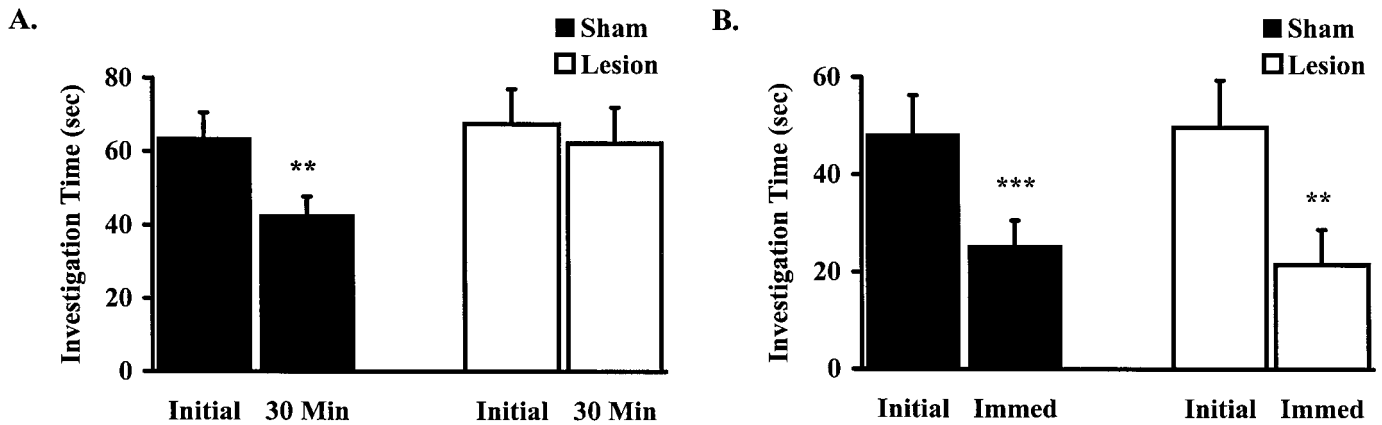 A.
Sham
Lesion
Investigation Time (sec)
80
60
40
20
0
**
Initial 30 Min Initial 30 Min
B.
Sham
Lesion
Investigation Time (sec)
60
40
20
0
***
**
Initial Immed Initial Immed